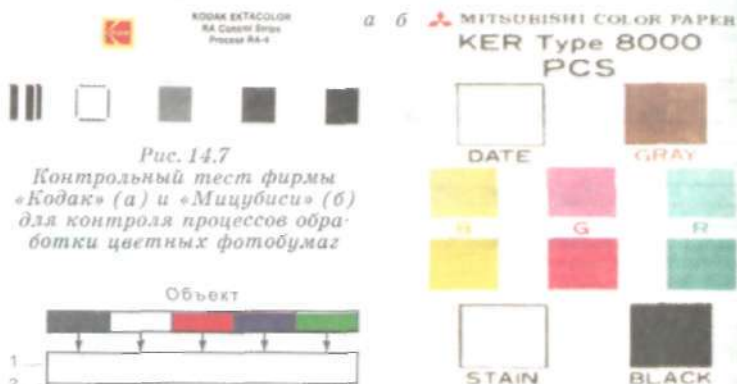 KODAK EKTACOLOR
RA Control Strips
Process RA-4
а б
MITSUBISHI COLOR PAPER
KER Type 8000
PCS
DATE
GRAY
B
G
R
STAIN
BLACK
Рис. 14.7
Контрольный тест фирмы
«Кодак» (а) и «Мицубиси» (б)
для контроля процессов обра-
ботки цветных фотобумаг
Объект
1
2